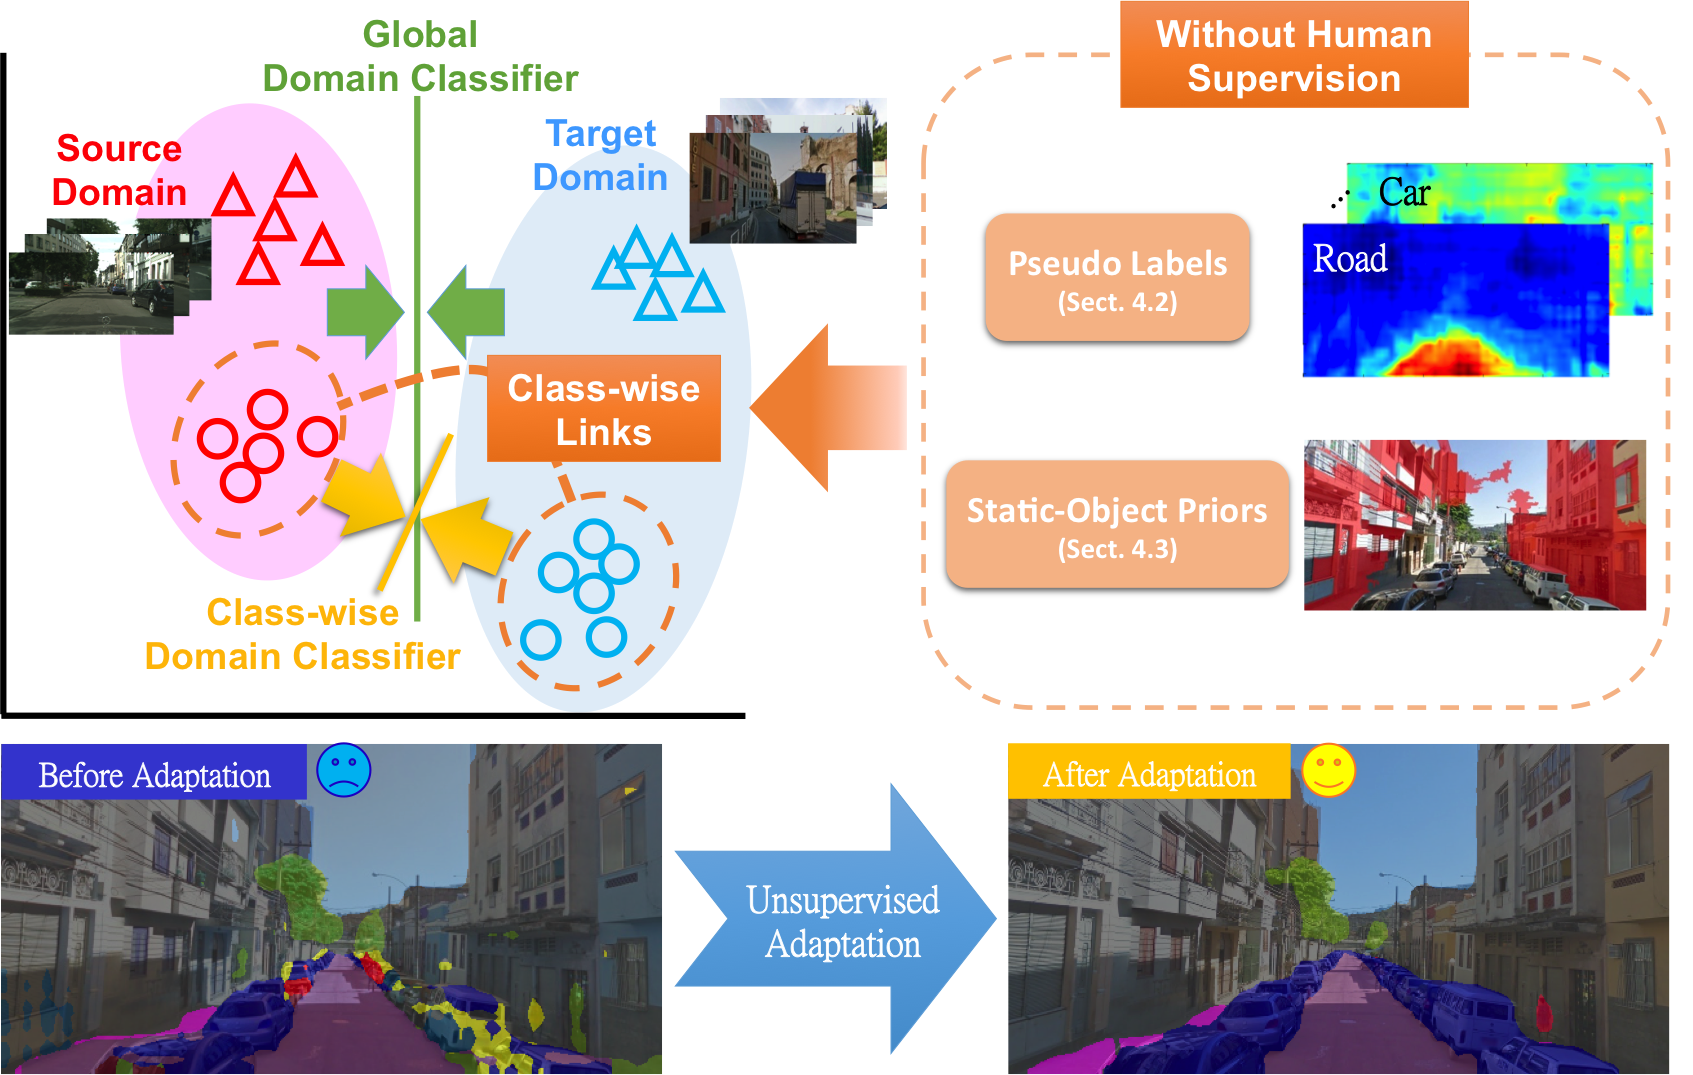 Global
Domain Classifier
Source
Domain
Target
Domain
Class-wise
Links
Class-wise
Domain Classifier
Without Human
Supervision
Pseudo Labels
(Sect. 4.2)
Car
Road
Static-Object Priors
(Sect. 4.3)
Before Adaptation
Unsupervised
Adaptation
After Adaptation